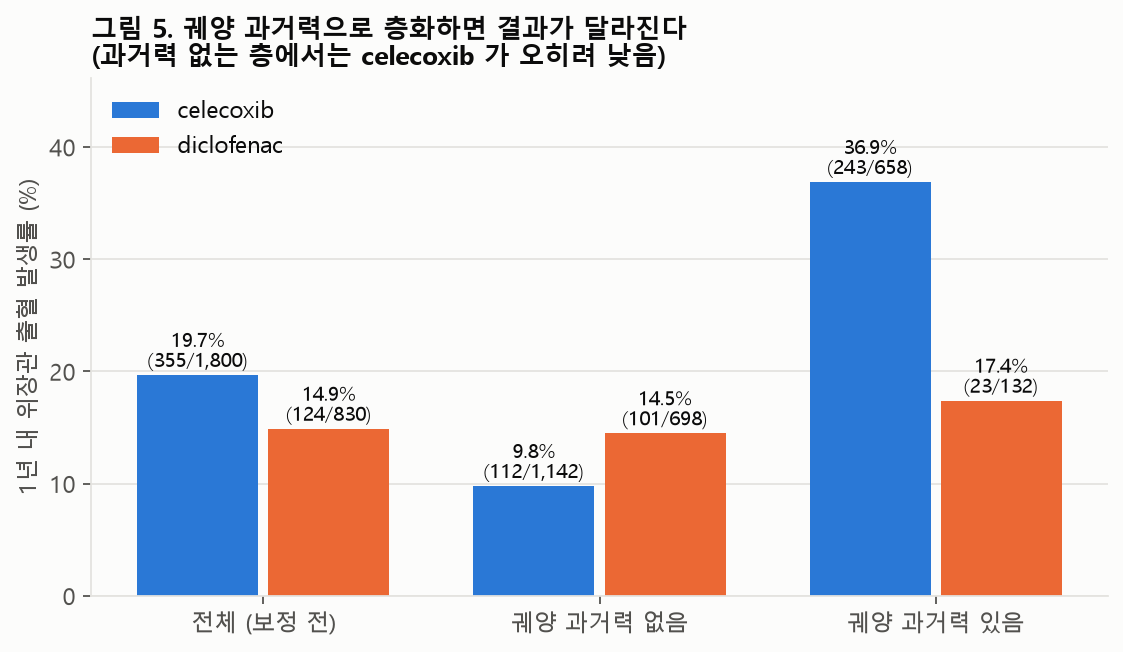 그림 5. 궤양 과거력으로 층화하면 결과가 달라진다
(과거력 없는 층에서는 celecoxib 가 오히려 낮음)
celecoxib
diclofenac
1년 내 위장관 출혈 발생률 (%)
40
30
20
10
0
19.7%
(355/1,800)
14.9%
(124/830)
9.8%
(112/1,142)
14.5%
(101/698)
36.9%
(243/658)
17.4%
(23/132)
전체 (보정 전)
궤양 과거력 없음
궤양 과거력 있음